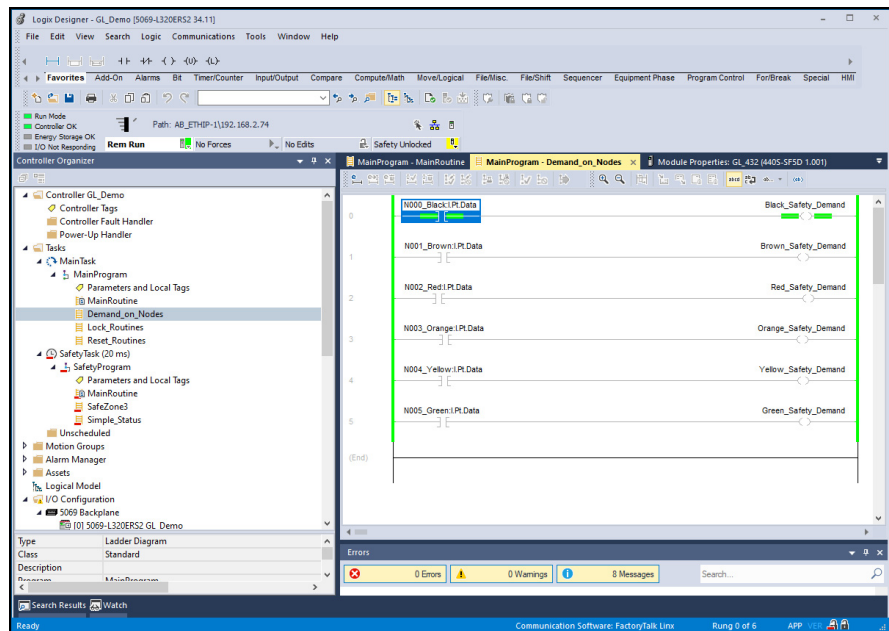 Logix Designer - GL_Demo [5069-L320ERS2 34.11]
File Edit View Search Logic Communications Tools Window Help
Favorites Add-On Alarms Bit Timer/Counter Input/Output Compare Compute/Math Move/Logical File/Misc. File/Shift Sequencer Equipment Phase Program Control For/Break Special HMI
Run Mode
Controller OK
Energy Storage OK
I/O Not Responding
Path: AB_ETHIP-1\192.168.2.74
Rem Run No Forces No Edits Safety Unlocked
Controller Organizer
Controller GL_Demo
Controller Tags
Controller Fault Handler
Power-Up Handler
Tasks
MainTask
MainProgram
Parameters and Local Tags
MainRoutine
Demand_on_Nodes
Lock_Routines
Reset_Routines
SafetyTask (20 ms)
SafetyProgram
Parameters and Local Tags
MainRoutine
SafeZone3
Simple_Status
Unscheduled
Motion Groups
Alarm Manager
Assets
Logical Model
I/O Configuration
5069 Backplane
[0] 5069-L320ERS2 GL_Demo
Type Ladder Diagram
Class Standard
Description
Program MainProgram
MainProgram - MainRoutine MainProgram - Demand_on_Nodes Module Properties: GL_432 (440S-SF5D 1.001)
N000_Black:I.Pt.Data Black_Safety_Demand
0
N001_Brown:I.Pt.Data Brown_Safety_Demand
1
N002_Red:I.Pt.Data Red_Safety_Demand
2
N003_Orange:I.Pt.Data Orange_Safety_Demand
3
N004_Yellow:I.Pt.Data Yellow_Safety_Demand
4
N005_Green:I.Pt.Data Green_Safety_Demand
5
(End)
Errors
0 Errors 0 Warnings 8 Messages Search...
Search Results Watch
Ready Communication Software: FactoryTalk Linx Rung 0 of 6 APP VER